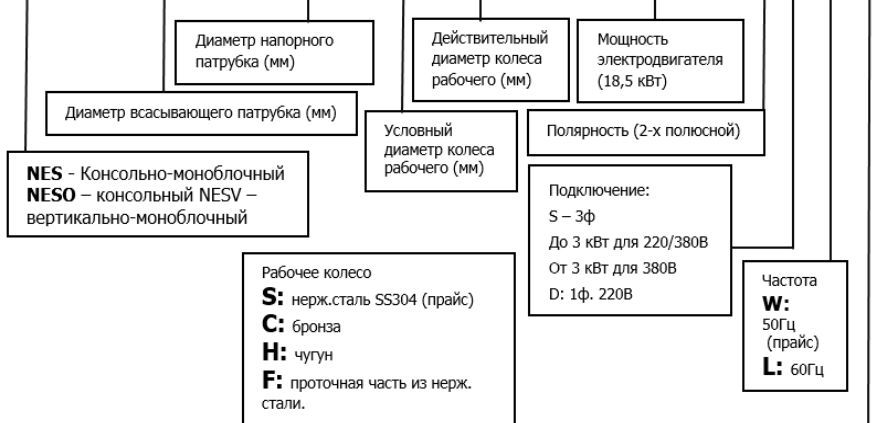 Диаметр напорного
патрубка (мм)
Действительный
диаметр колеса
рабочего (мм)
Мощность
электродвигателя
(18,5 кВт)
Диаметр всасывающего патрубка (мм)
Условный
диаметр колеса
рабочего (мм)
Полярность (2-х полюсной)
NES - Консольно-моноблочный
NESO – консольный NESV –
вертикально-моноблочный
Подключение:
S – 3ф
До 3 кВт для 220/380В
От 3 кВт для 380В
D: 1ф. 220В
Рабочее колесо
S: нерж.сталь SS304 (прайс)
C: бронза
H: чугун
F: проточная часть из нерж.
стали.
Частота
W:
50Гц
(прайс)
L: 60Гц